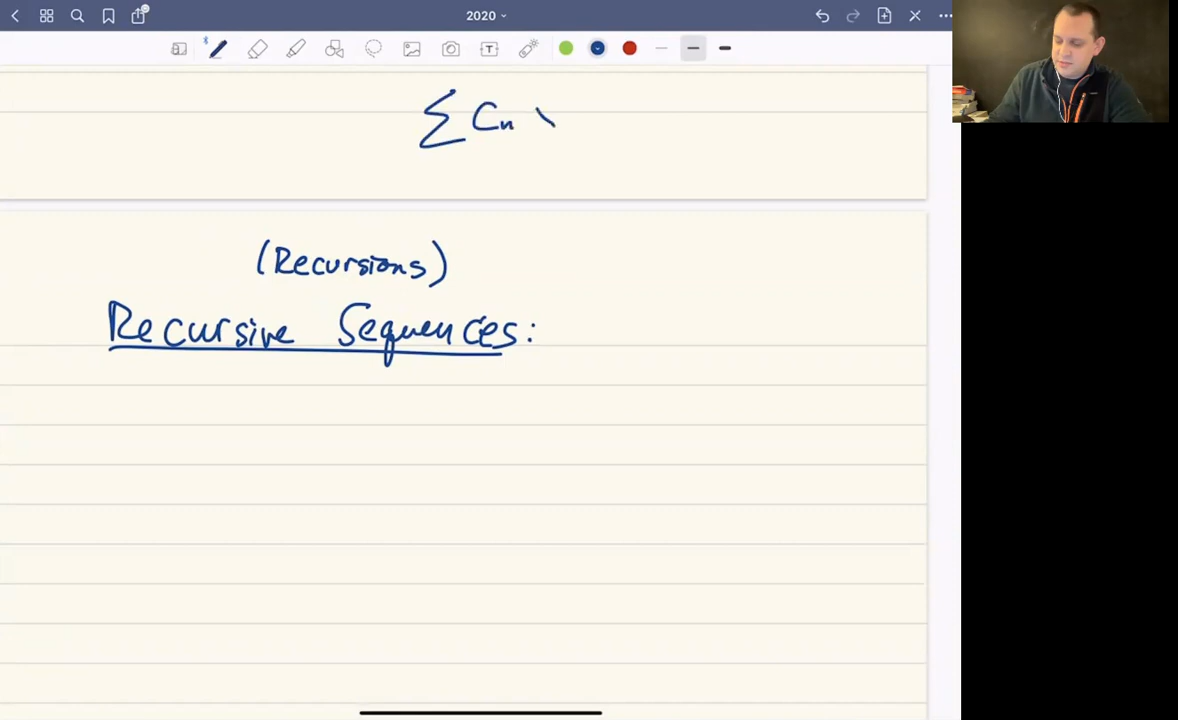 2020
T
∑ Cn \
(Recursions)
Recursive Sequences: